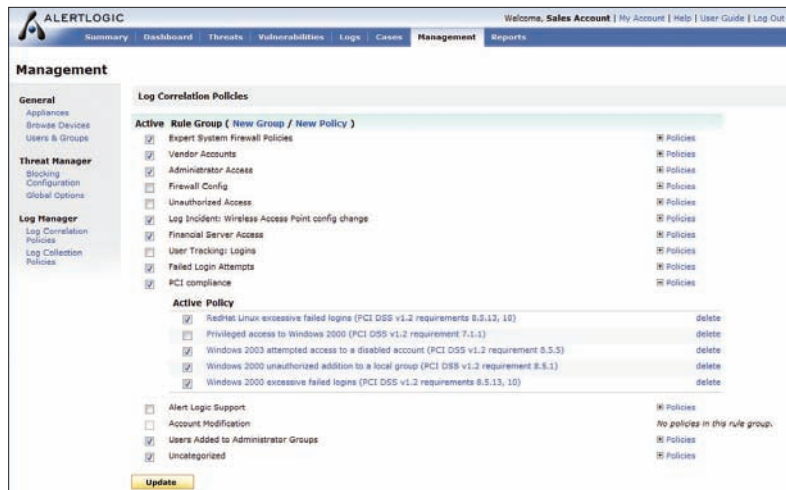 ALERTLOGIC
Welcome, Sales Account | My Account | Help | User Guide | Log Out
Summary | Dashboard | Threats | Vulnerabilities | Logs | Cases | Management | Reports
Management
General
Appliances
Browse Devices
Users & Groups
Threat Manager
Blocking
Configuration
Global Options
Log Manager
Log Correlation
Policies
Log Collection
Policies
Log Correlation Policies
Active Rule Group ( New Group / New Policy )
Expert System Firewall Policies Policies
Vendor Accounts Policies
Administrator Access Policies
Firewall Config Policies
Unauthorized Access Policies
Log Incident: Wireless Access Point config change Policies
Financial Server Access Policies
User Tracking: Logins Policies
Failed Login Attempts Policies
PCI compliance Policies
Active Policy
RedHat Linux excessive failed logins (PCI DSS v1.2 requirements 8.5.13, 10) delete
Privileged access to Windows 2000 (PCI DSS v1.2 requirement 7.1.1) delete
Windows 2003 attempted access to a disabled account (PCI DSS v1.2 requirement 8.5.5) delete
Windows 2000 unauthorized addition to a local group (PCI DSS v1.2 requirement 8.5.1) delete
Windows 2000 excessive failed logins (PCI DSS v1.2 requirements 8.5.13, 10) delete
Alert Logic Support Policies
Account Modification No policies in this rule group.
Users Added to Administrator Groups Policies
Uncategorized Policies
Update